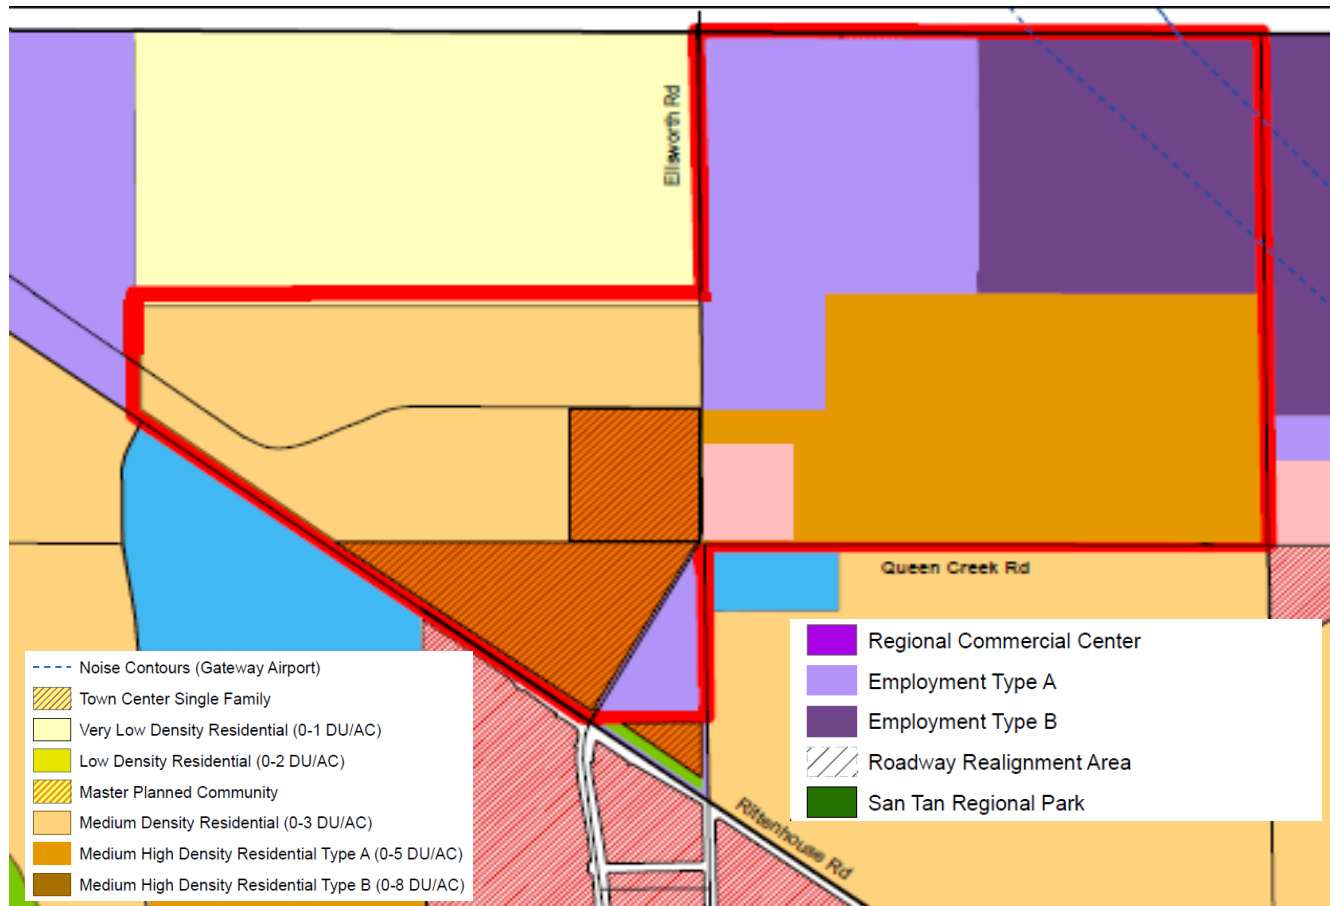 Ellsworth Rd
Queen Creek Rd
Rittenhouse Rd
Noise Contours (Gateway Airport)
Town Center Single Family
Very Low Density Residential (0-1 DU/AC)
Low Density Residential (0-2 DU/AC)
Master Planned Community
Medium Density Residential (0-3 DU/AC)
Medium High Density Residential Type A (0-5 DU/AC)
Medium High Density Residential Type B (0-8 DU/AC)
Regional Commercial Center
Employment Type A
Employment Type B
Roadway Realignment Area
San Tan Regional Park